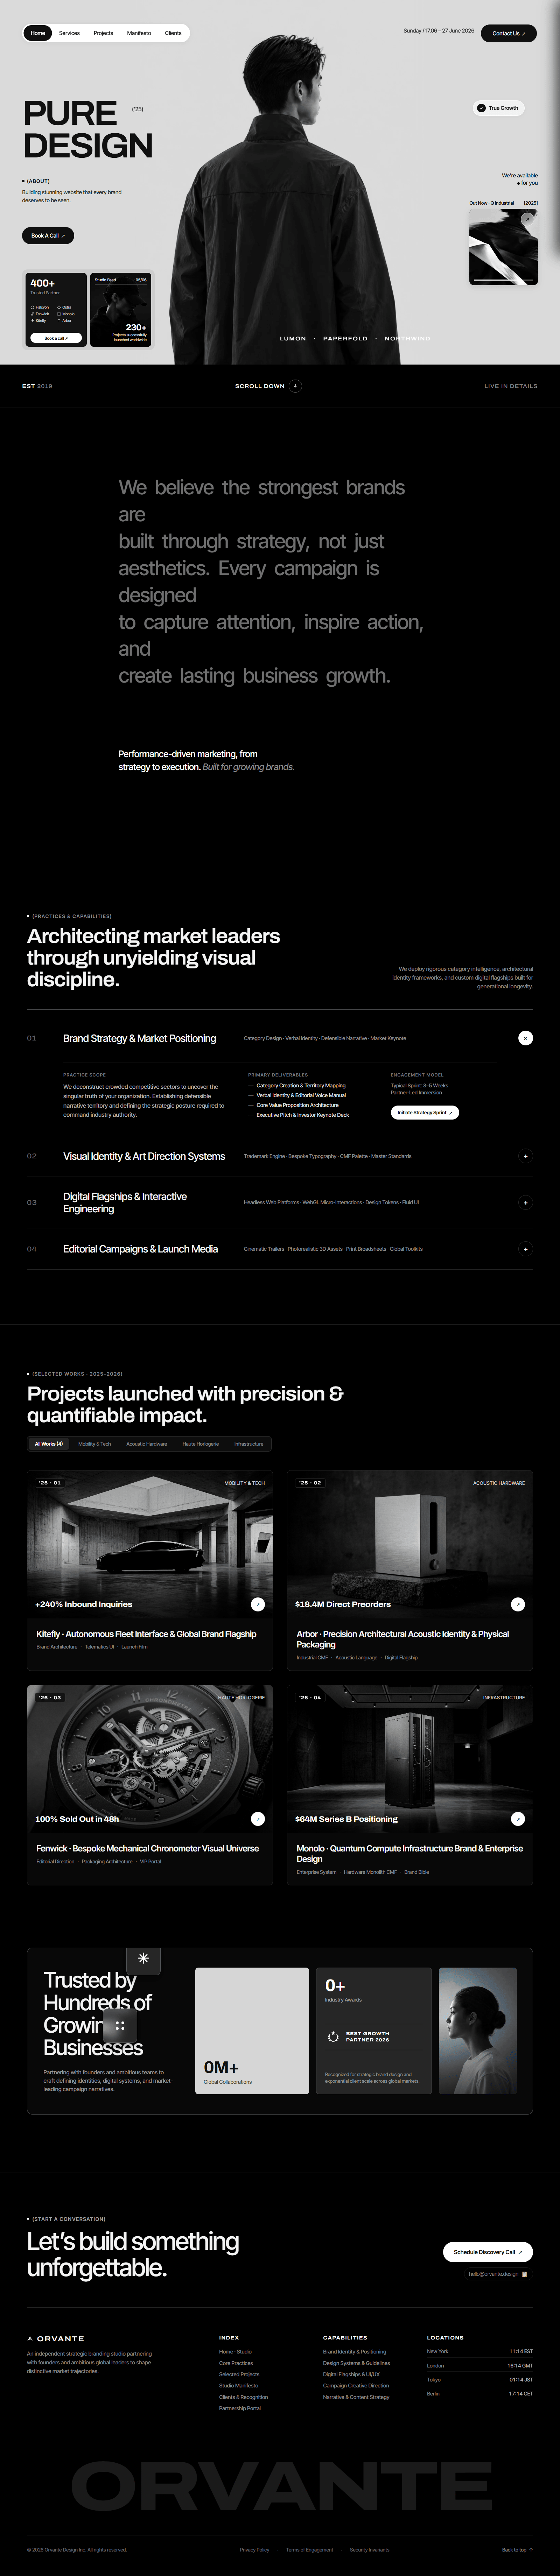 Home Services Projects Manifesto Clients
Sunday / 17:06 – 27 June 2026
Contact Us ↗
PURE
DESIGN
('25)
True Growth
(ABOUT)
Building stunning website that every brand
deserves to be seen.
Book A Call ↗
We're available
for you
Out Now · Q Industrial [2025]
400+
Trusted Partner
Halcyon Ostra
Fenwick Monolo
Kitefly Arbor
Book a call ↗
Studio Feed · 05/06
230+
Projects successfully
launched worldwide
LUMON · PAPERFOLD · NORTHWIND
EST 2019
SCROLL DOWN ↓
LIVE IN DETAILS
We believe the strongest brands
are
built through strategy, not just
aesthetics. Every campaign is
designed
to capture attention, inspire action,
and
create lasting business growth.
Performance-driven marketing, from
strategy to execution. Built for growing brands.
(PRACTICES & CAPABILITIES)
Architecting market leaders
through unyielding visual
discipline.
We deploy rigorous category intelligence, architectural
identity frameworks, and custom digital flagships built for
generational longevity.
01
Brand Strategy & Market Positioning
Category Design · Verbal Identity · Defensible Narrative · Market Keynote
PRACTICE SCOPE
We deconstruct crowded competitive sectors to uncover the
singular truth of your organization. Establishing defensible
narrative territory and defining the strategic posture required to
command industry authority.
PRIMARY DELIVERABLES
— Category Creation & Territory Mapping
— Verbal Identity & Editorial Voice Manual
— Core Value Proposition Architecture
— Executive Pitch & Investor Keynote Deck
ENGAGEMENT MODEL
Typical Sprint: 3–5 Weeks
Partner-Led Immersion
Initiate Strategy Sprint ↗
02
Visual Identity & Art Direction Systems
Trademark Engine · Bespoke Typography · CMF Palette · Master Standards
+
03
Digital Flagships & Interactive
Engineering
Headless Web Platforms · WebGL Micro-Interactions · Design Tokens · Fluid UI
+
04
Editorial Campaigns & Launch Media
Cinematic Trailers · Photorealistic 3D Assets · Print Broadsheets · Global Toolkits
+
(SELECTED WORKS · 2025–2026)
Projects launched with precision &
quantifiable impact.
All Works (4) Mobility & Tech Acoustic Hardware Haute Horlogerie Infrastructure
'25 · 01
MOBILITY & TECH
+240% Inbound Inquiries
↗
Kitefly · Autonomous Fleet Interface & Global Brand Flagship
Brand Architecture · Telematics UI · Launch Film
'25 · 02
ACOUSTIC HARDWARE
$18.4M Direct Preorders
↗
Arbor · Precision Architectural Acoustic Identity & Physical
Packaging
Industrial CMF · Acoustic Language · Digital Flagship
'26 · 03
HAUTE HORLOGERIE
100% Sold Out in 48h
↗
Fenwick · Bespoke Mechanical Chronometer Visual Universe
Editorial Direction · Packaging Architecture · VIP Portal
'26 · 04
INFRASTRUCTURE
$64M Series B Positioning
↗
Monolo · Quantum Compute Infrastructure Brand & Enterprise
Design
Enterprise System · Hardware Monolith CMF · Brand Bible
Trusted by
Hundreds of
Growin
Businesses
Partnering with founders and ambitious teams to
craft defining identities, digital systems, and market-
leading campaign narratives.
0M+
Global Collaborations
0+
Industry Awards
BEST GROWTH
PARTNER 2026
Recognized for strategic brand design and
exponential client scale across global markets.
(START A CONVERSATION)
Let's build something
unforgettable.
Schedule Discovery Call ↗
hello@orvante.design
ORVANTE
An independent strategic branding studio partnering
with founders and ambitious global leaders to shape
distinctive market trajectories.
INDEX
Home · Studio
Core Practices
Selected Projects
Studio Manifesto
Clients & Recognition
Partnership Portal
CAPABILITIES
Brand Identity & Positioning
Design Systems & Guidelines
Digital Flagships & UI/UX
Campaign Creative Direction
Narrative & Content Strategy
LOCATIONS
New York 11:14 EST
London 16:14 GMT
Tokyo 01:14 JST
Berlin 17:14 CET
ORVANTE
© 2026 Orvante Design Inc. All rights reserved.
Privacy Policy · Terms of Engagement · Security Invariants
Back to top ↑